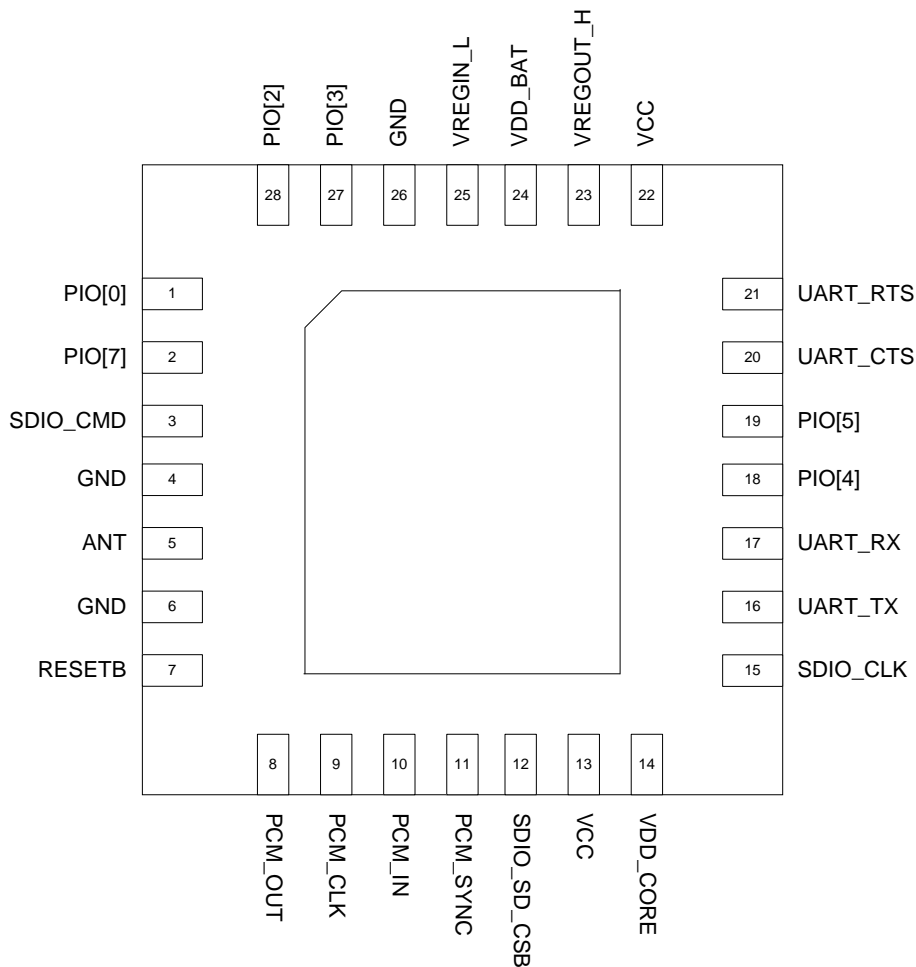 PIO[2]
PIO[3]
GND
VREGIN_L
VDD_BAT
VREGOUT_H
VCC
28
27
26
25
24
23
22
PIO[0]
1
21
UART_RTS
PIO[7]
2
20
UART_CTS
SDIO_CMD
3
19
PIO[5]
GND
4
18
PIO[4]
ANT
5
17
UART_RX
GND
6
16
UART_TX
RESETB
7
15
SDIO_CLK
8
9
10
11
12
13
14
PCM_OUT
PCM_CLK
PCM_IN
PCM_SYNC
SDIO_SD_CSB
VCC
VDD_CORE